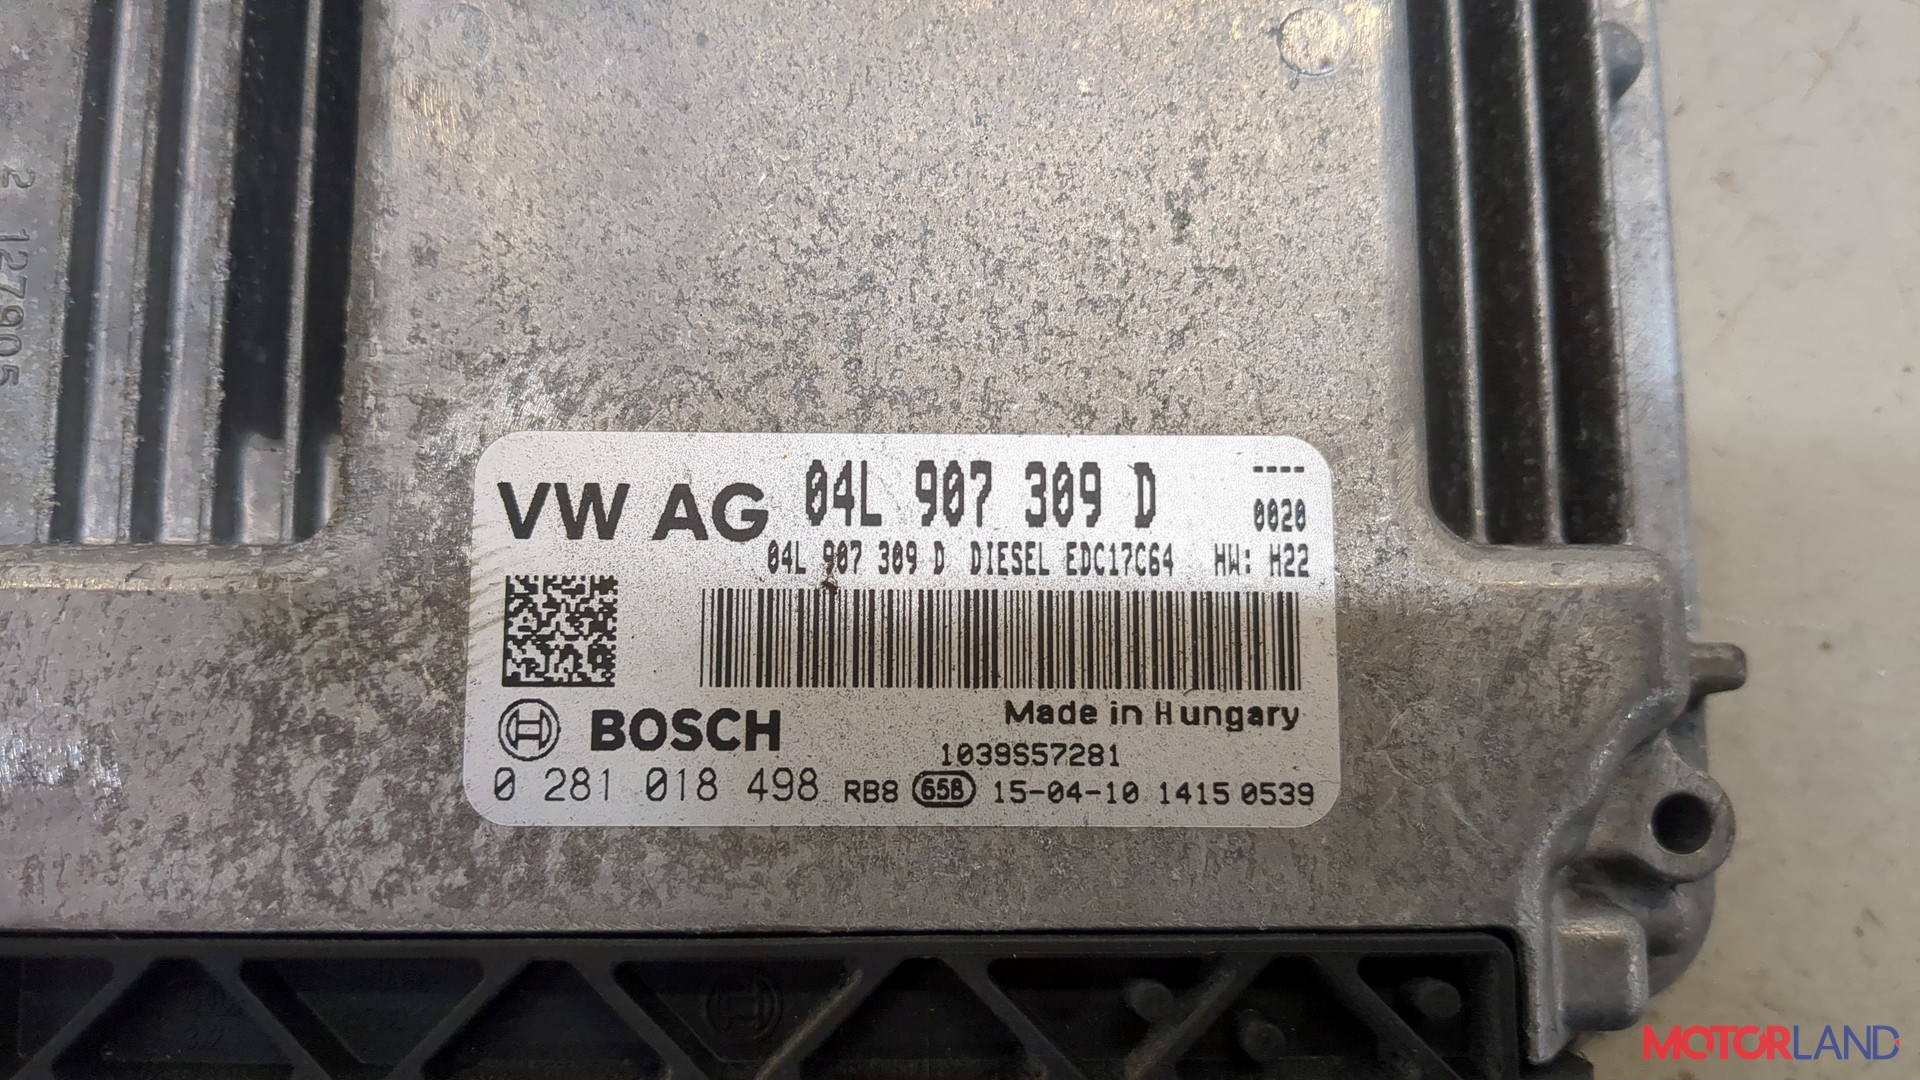 2 127905
VW AG 04L 907 309 D ----
0020
04L 907 309 D DIESEL EDC17C64 HW: H22
Made in Hungary
BOSCH
1039S57281
0 281 018 498 RB8 658 15-04-10 1415 0539
MOTORLAND